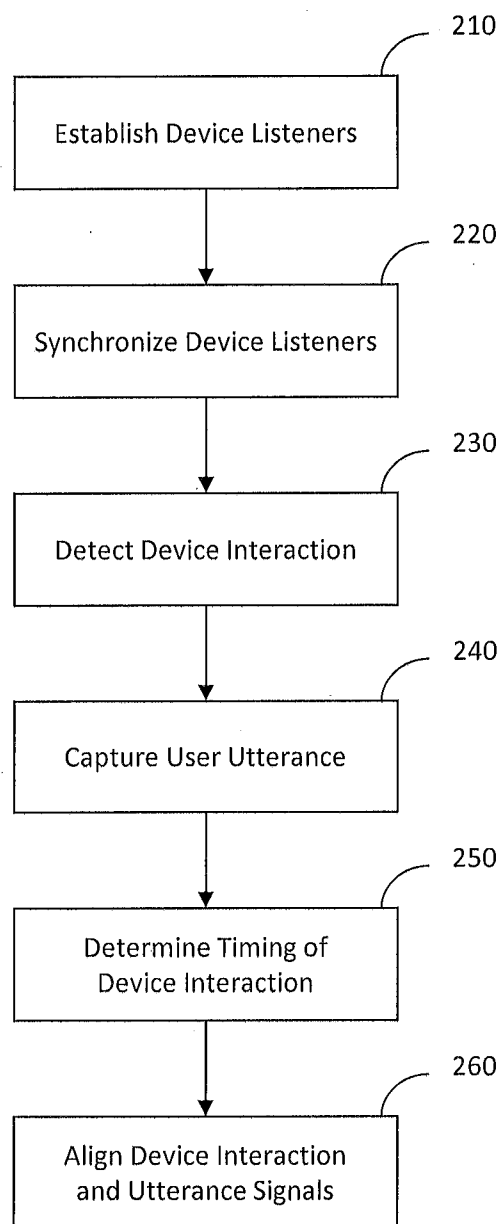 210
Establish Device Listeners
220
Synchronize Device Listeners
230
Detect Device Interaction
240
Capture User Utterance
250
Determine Timing of
Device Interaction
260
Align Device Interaction
and Utterance Signals